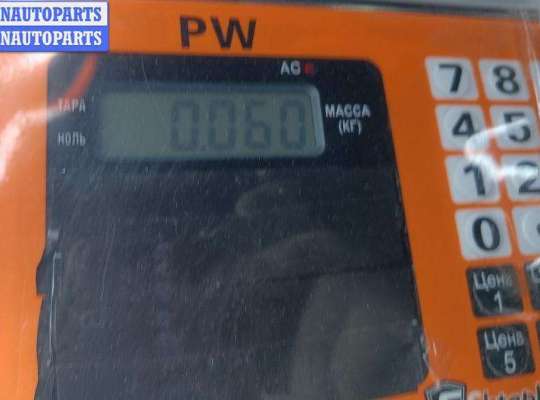 NAUTOPARTS
NAUTOPARTS
PW
AC
ТАРА
НОЛЬ
0.060
МАССА
(КГ)
7 8
4 5
1 2
0
Цена
1
Цена
5